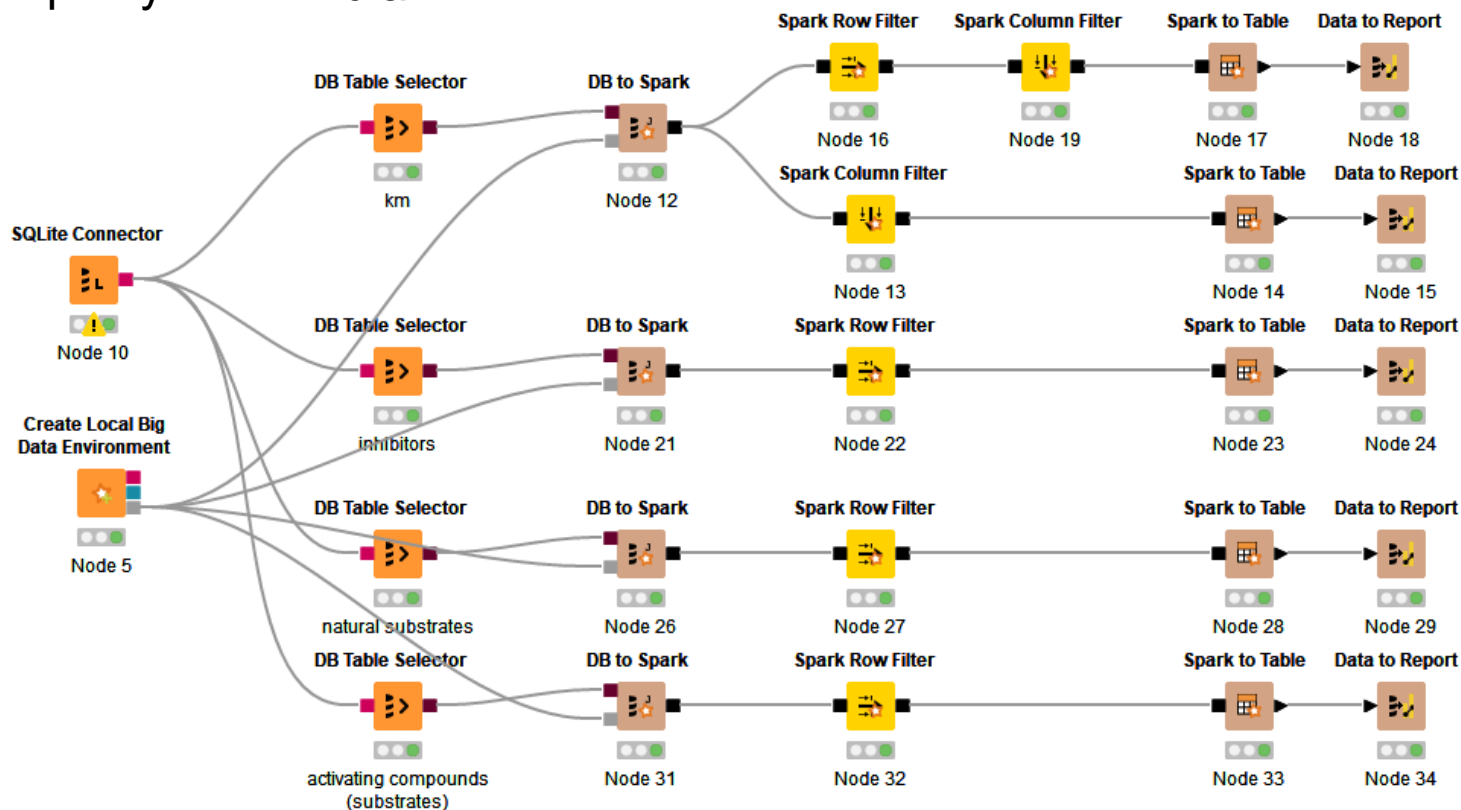 Spark Row Filter Spark Column Filter Spark to Table Data to Report
DB Table Selector DB to Spark
Node 16 Node 19 Node 17 Node 18
km Node 12
Spark Column Filter Spark to Table Data to Report
SQLite Connector
L
Node 13 Node 14 Node 15
Node 10
DB Table Selector DB to Spark Spark Row Filter Spark to Table Data to Report
Create Local Big
Data Environment
inhibitors Node 21 Node 22 Node 23 Node 24
DB Table Selector DB to Spark Spark Row Filter Spark to Table Data to Report
Node 5
natural substrates Node 26 Node 27 Node 28 Node 29
DB Table Selector DB to Spark Spark Row Filter Spark to Table Data to Report
activating compounds
(substrates) Node 31 Node 32 Node 33 Node 34